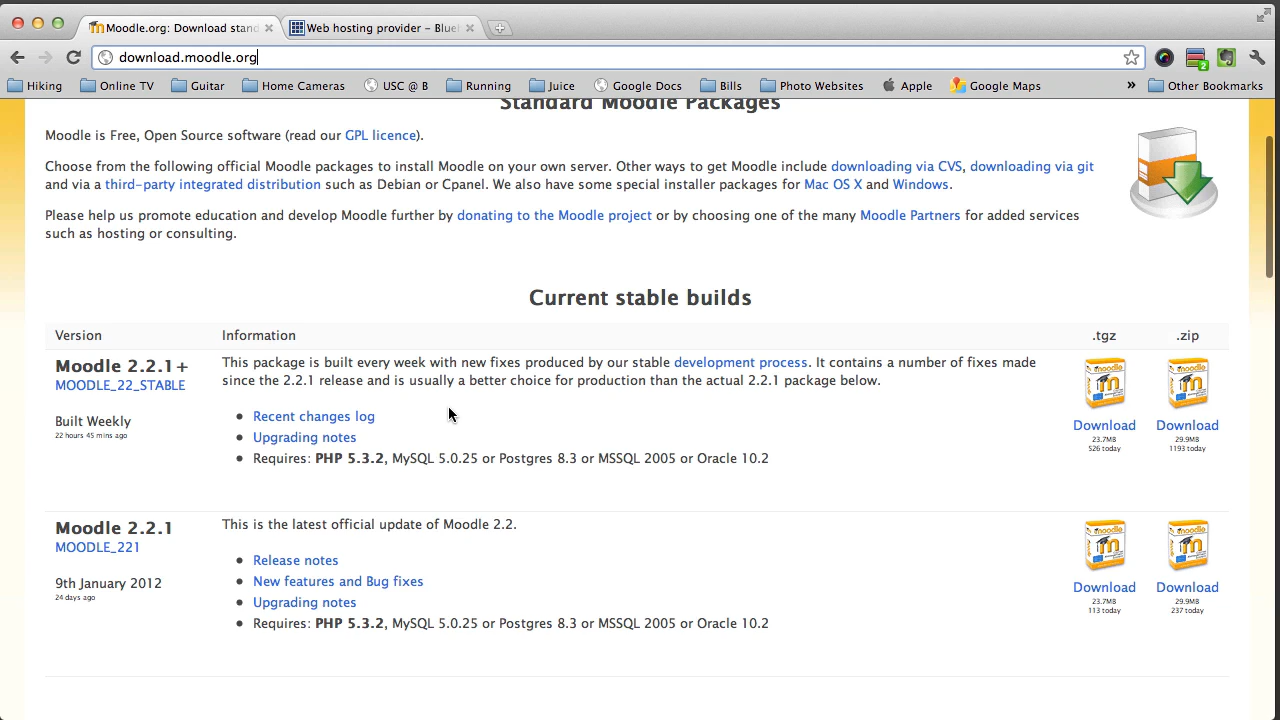 Moodle.org: Download stand
Web hosting provider – Blueh
download.moodle.org
2
Hiking Online TV Guitar Home Cameras USC @ B Running Google Docs Juice Bills Photo Websites Apple Google Maps » Other Bookmarks
Standard Moodle Packages
Moodle is Free, Open Source software (read our GPL licence).
Choose from the following official Moodle packages to install Moodle on your own server. Other ways to get Moodle include downloading via CVS, downloading via git
and via a third-party integrated distribution such as Debian or Cpanel. We also have some special installer packages for Mac OS X and Windows.
Please help us promote education and develop Moodle further by donating to the Moodle project or by choosing one of the many Moodle Partners for added services
such as hosting or consulting.
Current stable builds
Version Information .tgz .zip
Moodle 2.2.1+
MOODLE_22_STABLE
Built Weekly
22 hours 45 mins ago
This package is built every week with new fixes produced by our stable development process. It contains a number of fixes made
since the 2.2.1 release and is usually a better choice for production than the actual 2.2.1 package below.
Recent changes log
Upgrading notes
Requires: PHP 5.3.2, MySQL 5.0.25 or Postgres 8.3 or MSSQL 2005 or Oracle 10.2
moodle
Download
23.7MB
526 today
moodle
Download
29.9MB
1193 today
Moodle 2.2.1
MOODLE_221
9th January 2012
24 days ago
This is the latest official update of Moodle 2.2.
Release notes
New features and Bug fixes
Upgrading notes
Requires: PHP 5.3.2, MySQL 5.0.25 or Postgres 8.3 or MSSQL 2005 or Oracle 10.2
moodle
Download
23.7MB
113 today
moodle
Download
29.9MB
237 today